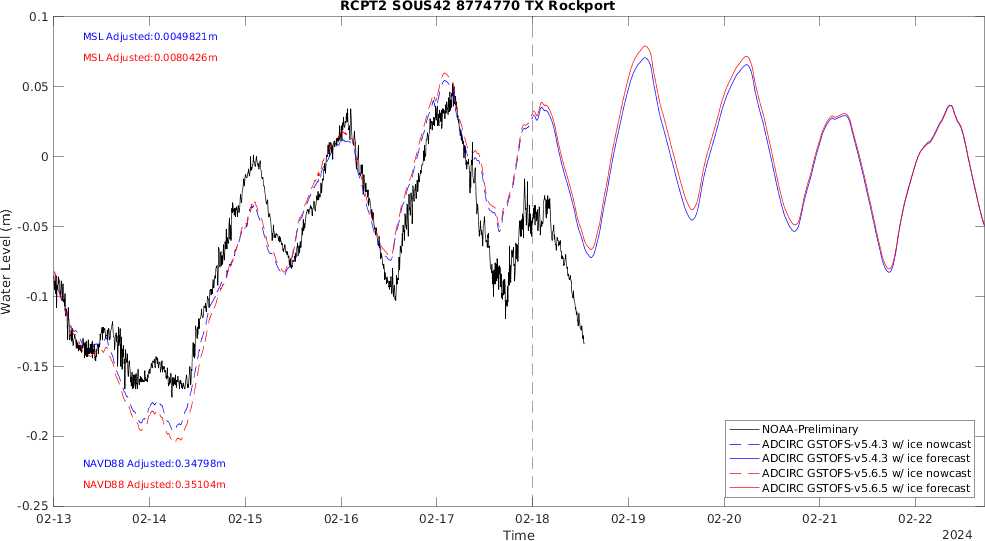 RCPT2 SOUS42 8774770 TX Rockport
MSL Adjusted:0.0049821m
MSL Adjusted:0.0080426m
0.1
0.05
0
-0.05
-0.1
-0.15
-0.2
-0.25
Water Level (m)
NAVD88 Adjusted:0.34798m
NAVD88 Adjusted:0.35104m
NOAA-Preliminary
ADCIRC GSTOFS-v5.4.3 w/ ice nowcast
ADCIRC GSTOFS-v5.4.3 w/ ice forecast
ADCIRC GSTOFS-v5.6.5 w/ ice nowcast
ADCIRC GSTOFS-v5.6.5 w/ ice forecast
02-13 02-14 02-15 02-16 02-17 02-18 02-19 02-20 02-21 02-22
Time
2024